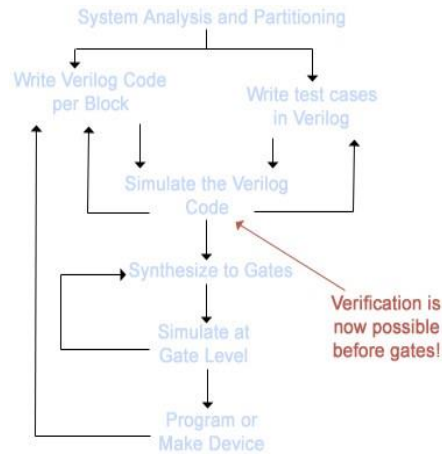 System Analysis and Partitioning
Write Verilog Code
per Block
Write test cases
in Verilog
Simulate the Verilog
Code
Synthesize to Gates
Verification is
now possible
before gates!
Simulate at
Gate Level
Program or
Make Device